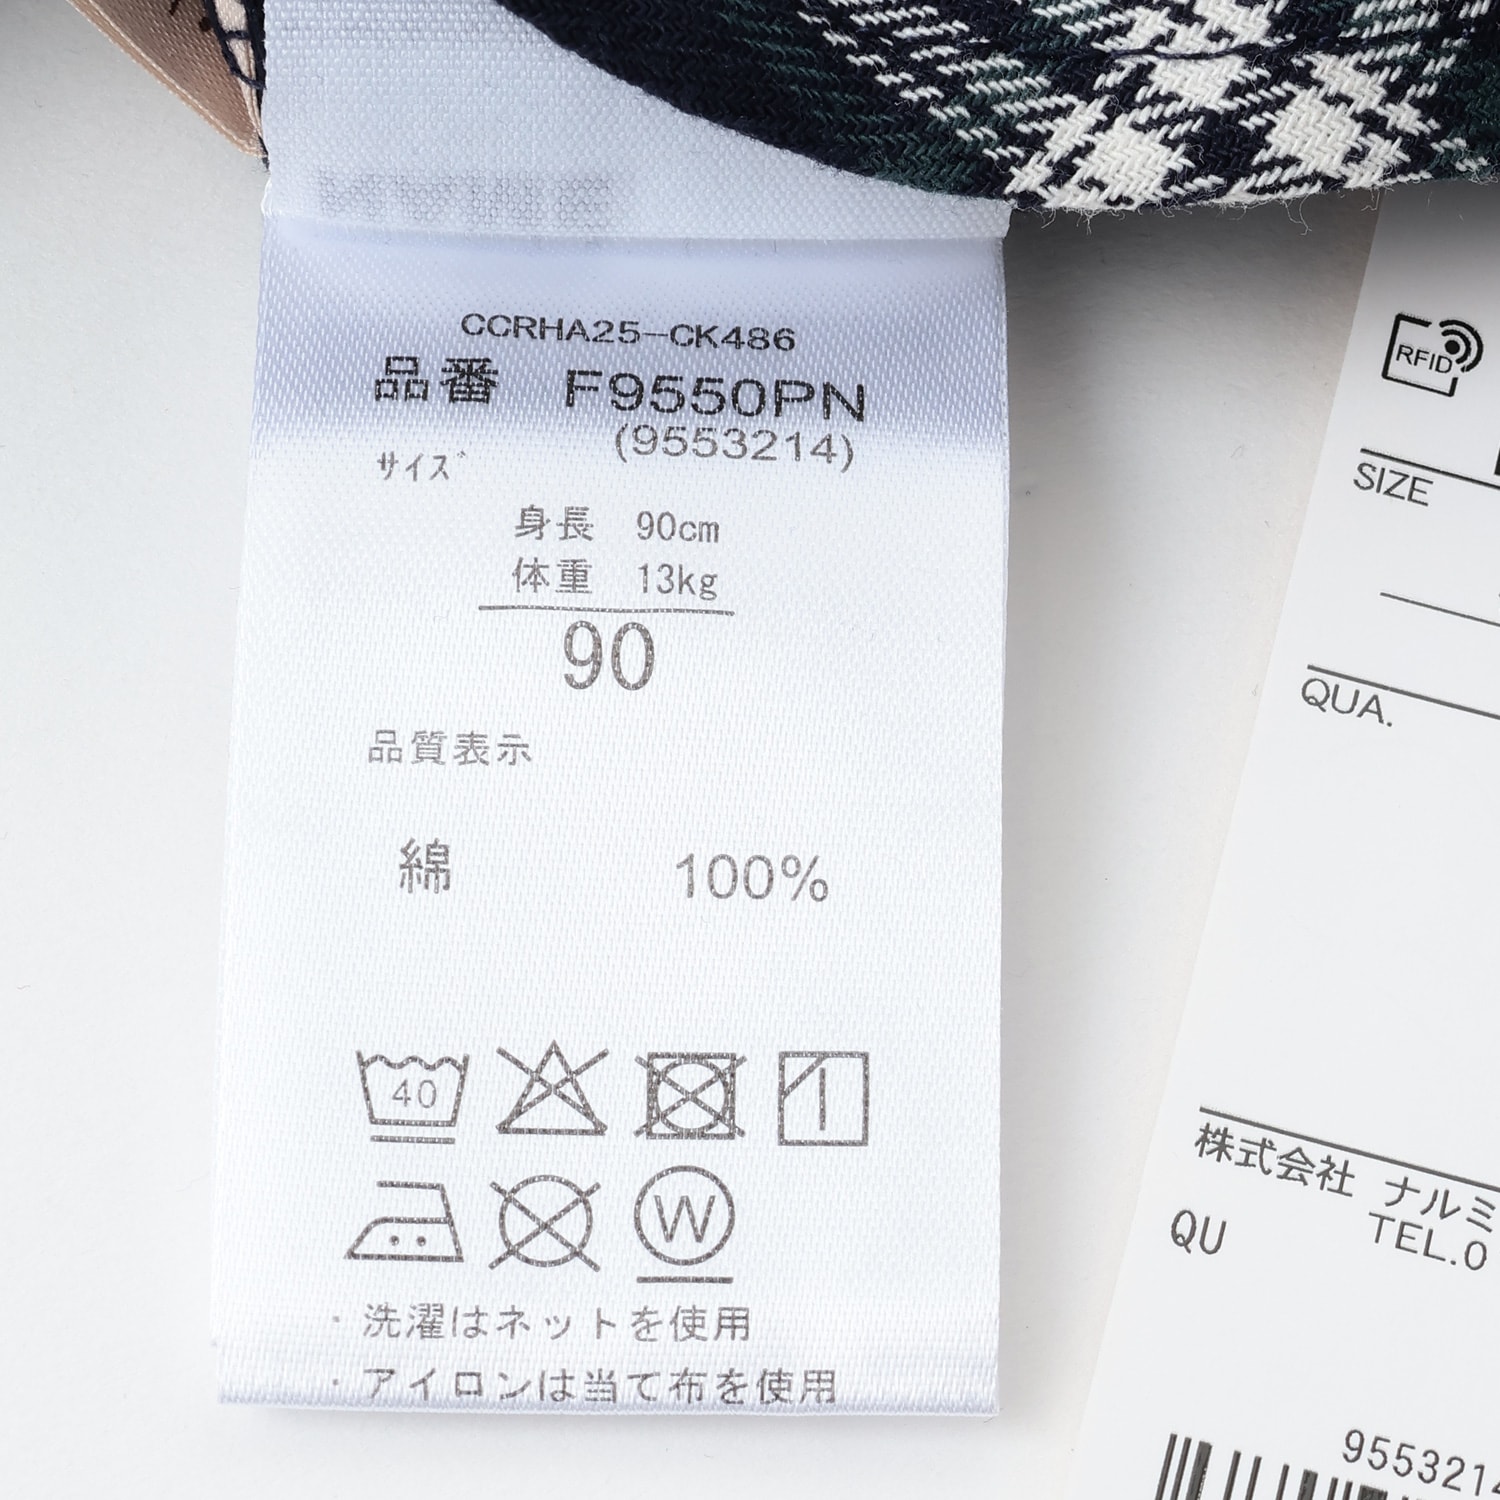 CCRHA25-CK486
品番 F9550PN
(9553214)
サイズ
身長 90cm
体重 13kg
90
品質表示
綿 100%
40
W
・洗濯はネットを使用
・アイロンは当て布を使用
RFID
SIZE
QUA.
株式会社 ナルミ
TEL.0
QU
9553214